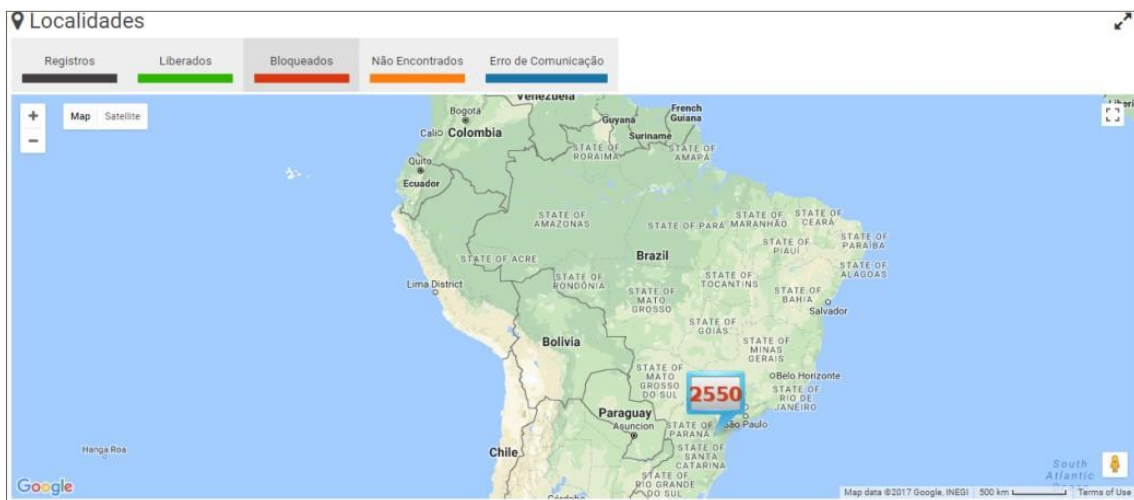 Localidades
Registros
Liberados
Bloqueados
Não Encontrados
Erro de Comunicação
+
−
Map
Satellite
Venezuela
Bogotá
Calio
Colombia
Guyana
French
Guiana
Suriname
STATE OF
RORAIMA
STATE OF
AMAPÁ
Quito
Ecuador
STATE OF
AMAZONAS
STATE OF PARÁ
STATE OF
MARANHÃO
STATE OF
CEARÁ
STATE OF
PIAUÍ
STATE OF
PARAÍBA
STATE OF
ALAGOAS
STATE OF ACRE
Brazil
Lima District
STATE OF
RONDÔNIA
STATE OF
MATO
GROSSO
STATE OF
TOCANTINS
STATE OF
BAHIA
Salvador
STATE OF
GOIÁS
Bolivia
STATE OF
MINAS
GERAIS
Belo Horizonte
STATE OF
MATO
GROSSO
DO SUL
2550
STATE OF
RIO DE
JANEIRO
Paraguay
Asuncion
STATE OF
PARANÁ
São Paulo
Hanga Roa
Chile
STATE OF
SANTA
CATARINA
STATE OF
RIO GRANDE
DO SUL
Córdoba
South
Atlantic
Google
Map data ©2017 Google, INEGI
500 km
Terms of Use